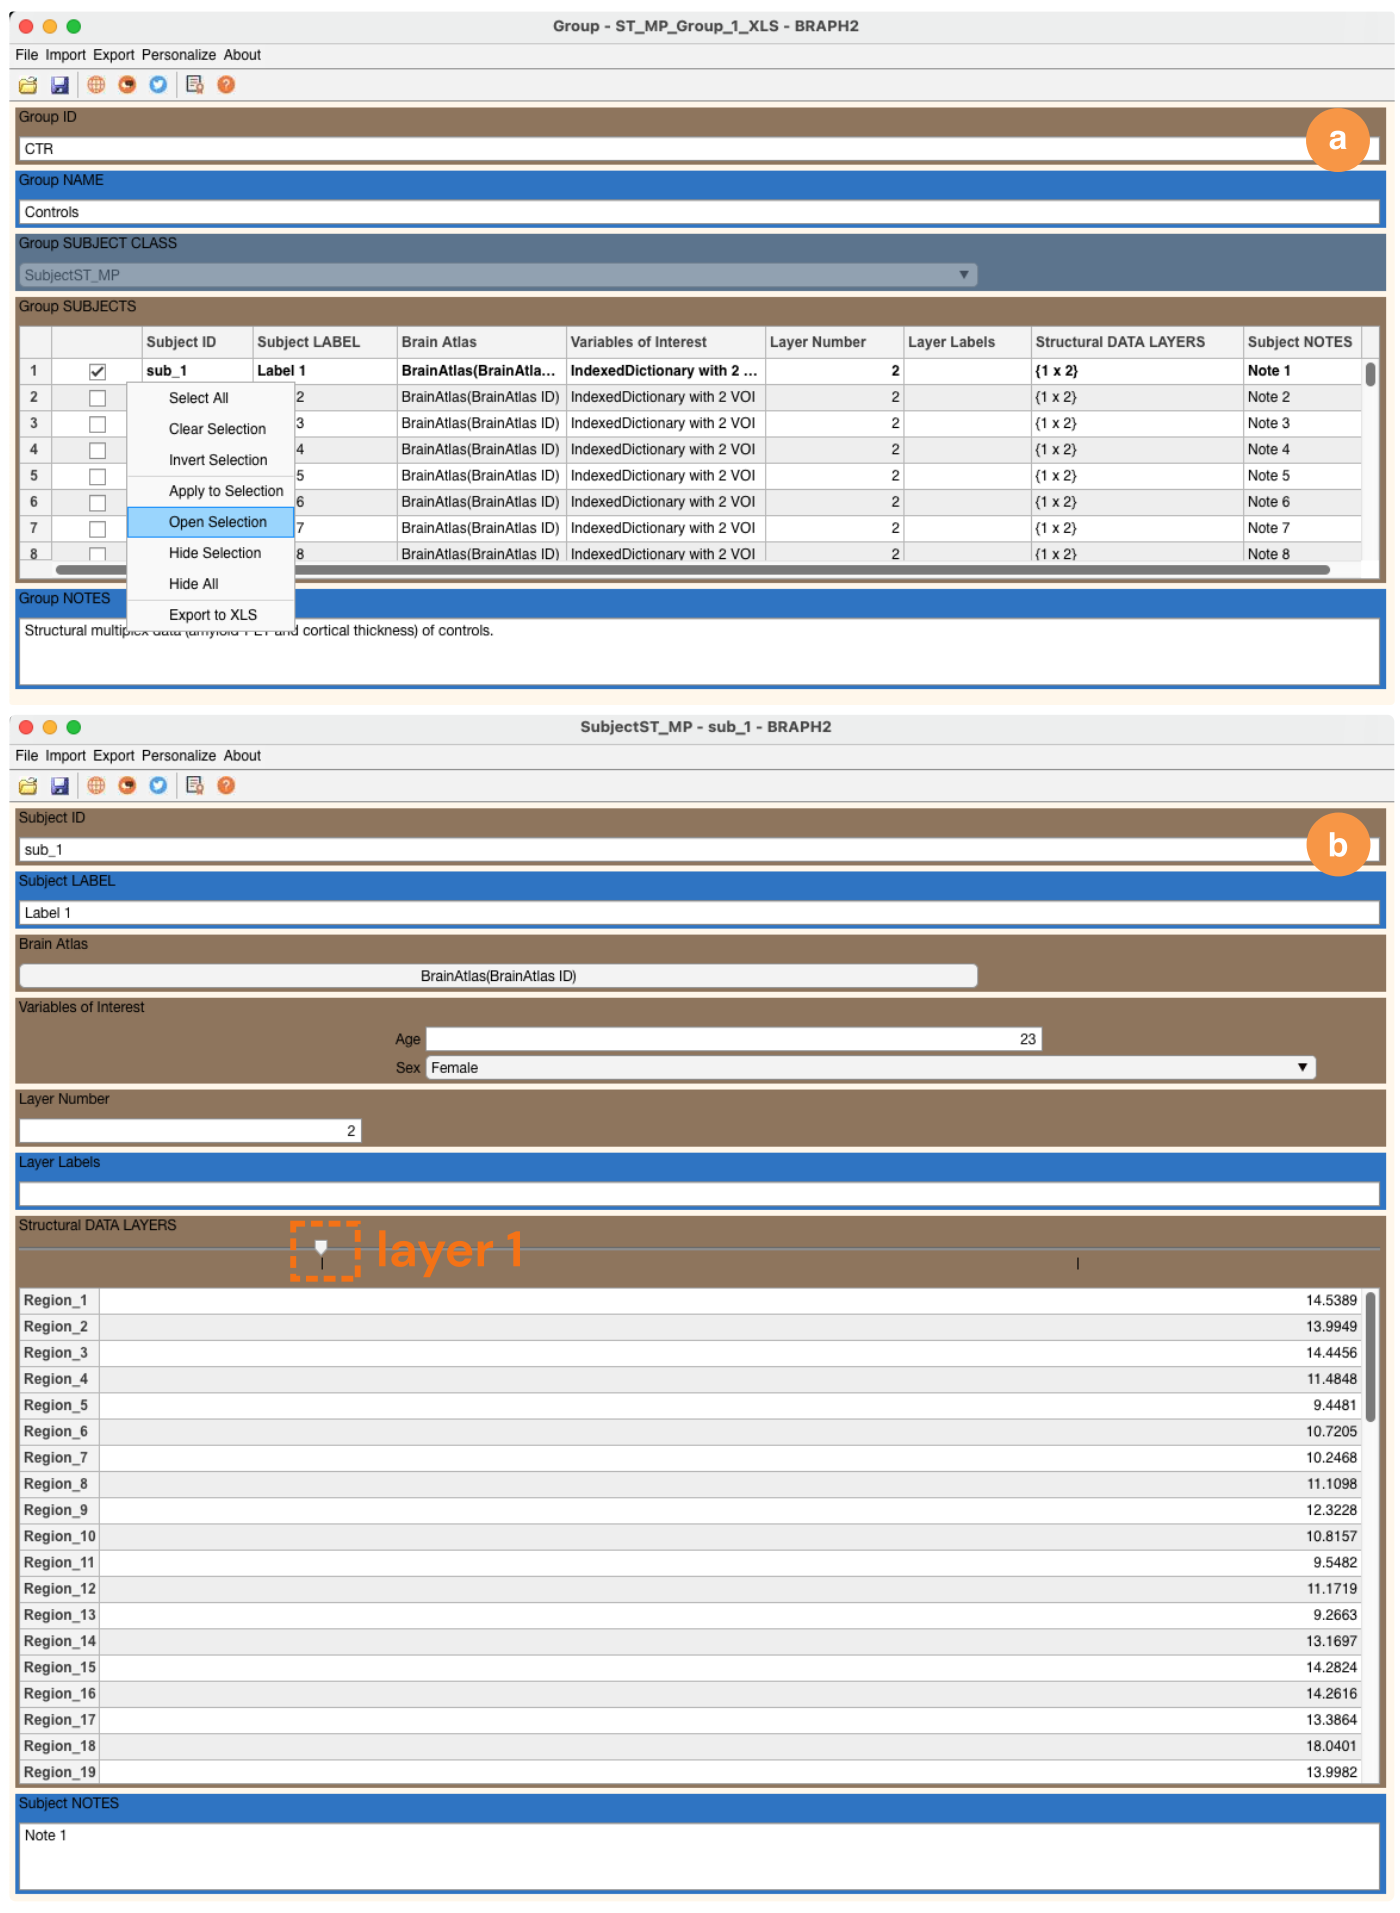 Group - ST_MP_Group_1_XLS - BRAPH2
File Import Export Personalize About
Group ID
a
CTR
Group NAME
Controls
Group SUBJECT CLASS
SubjectST_MP
Group SUBJECTS
Subject ID Subject LABEL Brain Atlas Variables of Interest Layer Number Layer Labels Structural DATA LAYERS Subject NOTES
1 sub_1 Label 1 BrainAtlas(BrainAtla... IndexedDictionary with 2 ... 2 {1 x 2} Note 1
2 2 BrainAtlas(BrainAtlas ID) IndexedDictionary with 2 VOI 2 {1 x 2} Note 2
3 3 BrainAtlas(BrainAtlas ID) IndexedDictionary with 2 VOI 2 {1 x 2} Note 3
4 4 BrainAtlas(BrainAtlas ID) IndexedDictionary with 2 VOI 2 {1 x 2} Note 4
5 5 BrainAtlas(BrainAtlas ID) IndexedDictionary with 2 VOI 2 {1 x 2} Note 5
6 6 BrainAtlas(BrainAtlas ID) IndexedDictionary with 2 VOI 2 {1 x 2} Note 6
7 7 BrainAtlas(BrainAtlas ID) IndexedDictionary with 2 VOI 2 {1 x 2} Note 7
8 8 BrainAtlas(BrainAtlas ID) IndexedDictionary with 2 VOI 2 {1 x 2} Note 8
Select All
Clear Selection
Invert Selection
Apply to Selection
Open Selection
Hide Selection
Hide All
Export to XLS
Group NOTES
Structural multiplex data (amyloid PET and cortical thickness) of controls.
SubjectST_MP - sub_1 - BRAPH2
File Import Export Personalize About
Subject ID
b
sub_1
Subject LABEL
Label 1
Brain Atlas
BrainAtlas(BrainAtlas ID)
Variables of Interest
Age 23
Sex Female
Layer Number
2
Layer Labels
Structural DATA LAYERS
layer 1
Region_1 14.5389
Region_2 13.9949
Region_3 14.4456
Region_4 11.4848
Region_5 9.4481
Region_6 10.7205
Region_7 10.2468
Region_8 11.1098
Region_9 12.3228
Region_10 10.8157
Region_11 9.5482
Region_12 11.1719
Region_13 9.2663
Region_14 13.1697
Region_15 14.2824
Region_16 14.2616
Region_17 13.3864
Region_18 18.0401
Region_19 13.9982
Subject NOTES
Note 1